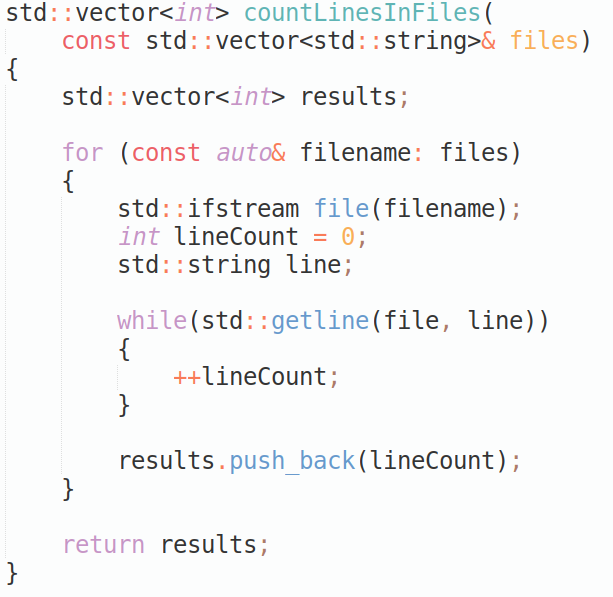 std::vector<int> countLinesInFiles(
    const std::vector<std::string>& files)
{
    std::vector<int> results;

    for (const auto& filename: files)
    {
        std::ifstream file(filename);
        int lineCount = 0;
        std::string line;

        while(std::getline(file, line))
        {
            ++lineCount;
        }

        results.push_back(lineCount);
    }

    return results;
}